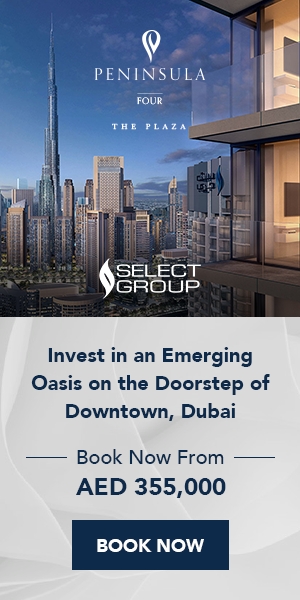 PENINSULA
FOUR
THE PLAZA
SELECT
GROUP
Invest in an Emerging
Oasis on the Doorstep of
Downtown, Dubai
Book Now From
AED 355,000
BOOK NOW